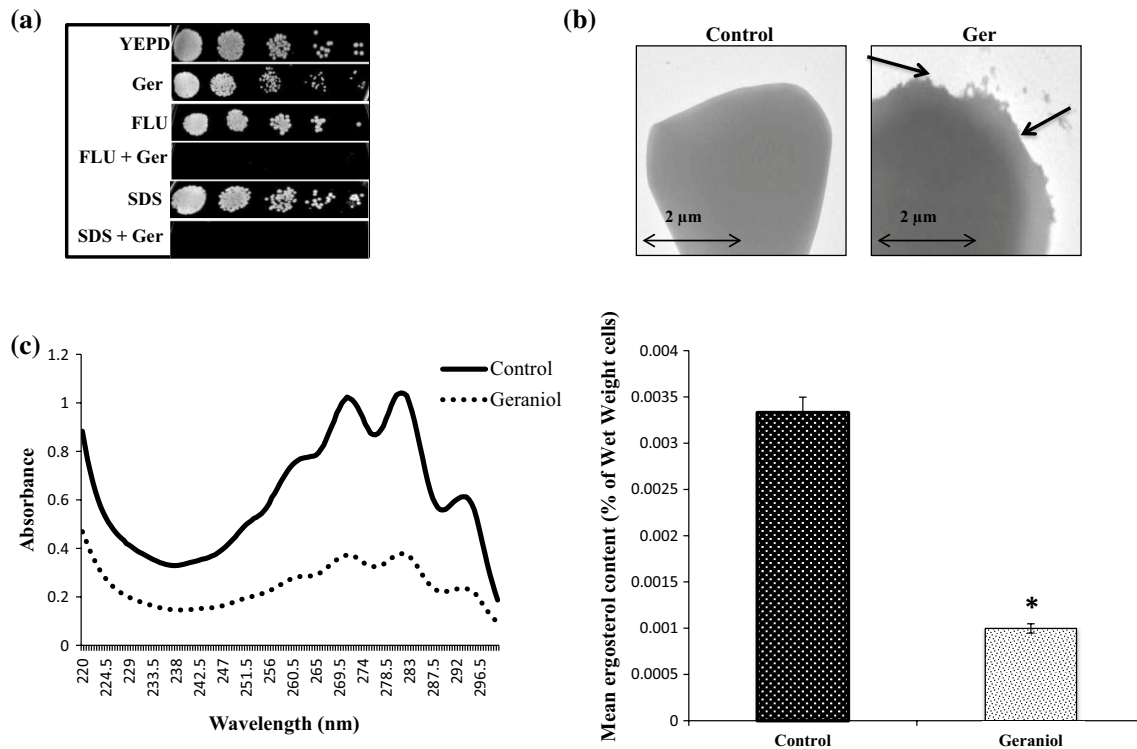 (a)
YEPD
Ger
FLU
FLU + Ger
SDS
SDS + Ger
(b)
Control
Ger
2 µm
2 µm
(c)
1.2
1
0.8
0.6
0.4
0.2
0
Absorbance
Control
Geraniol
220
224.5
229
233.5
238
242.5
247
251.5
256
260.5
265
269.5
274
278.5
283
287.5
292
296.5
Wavelength (nm)
Mean ergosterol content (% of Wet Weight cells)
0.004
0.0035
0.003
0.0025
0.002
0.0015
0.001
0.0005
0
*
Control
Geraniol